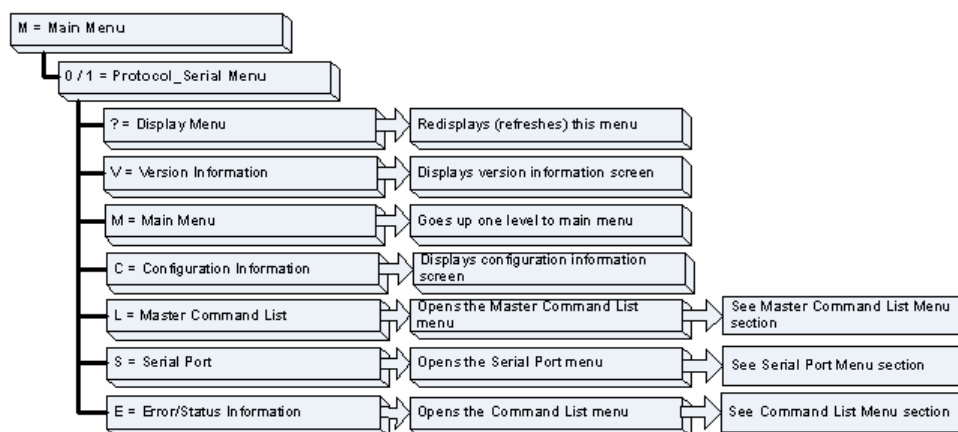 M = Main Menu
0 / 1 = Protocol_Serial Menu
? = Display Menu
Redisplays (refreshes) this menu
V = Version Information
Displays version information screen
M = Main Menu
Goes up one level to main menu
C = Configuration Information
Displays configuration information
screen
L = Master Command List
Opens the Master Command List
menu
See Master Command List Menu
section
S = Serial Port
Opens the Serial Port menu
See Serial Port Menu section
E = Error/Status Information
Opens the Command List menu
See Command List Menu section